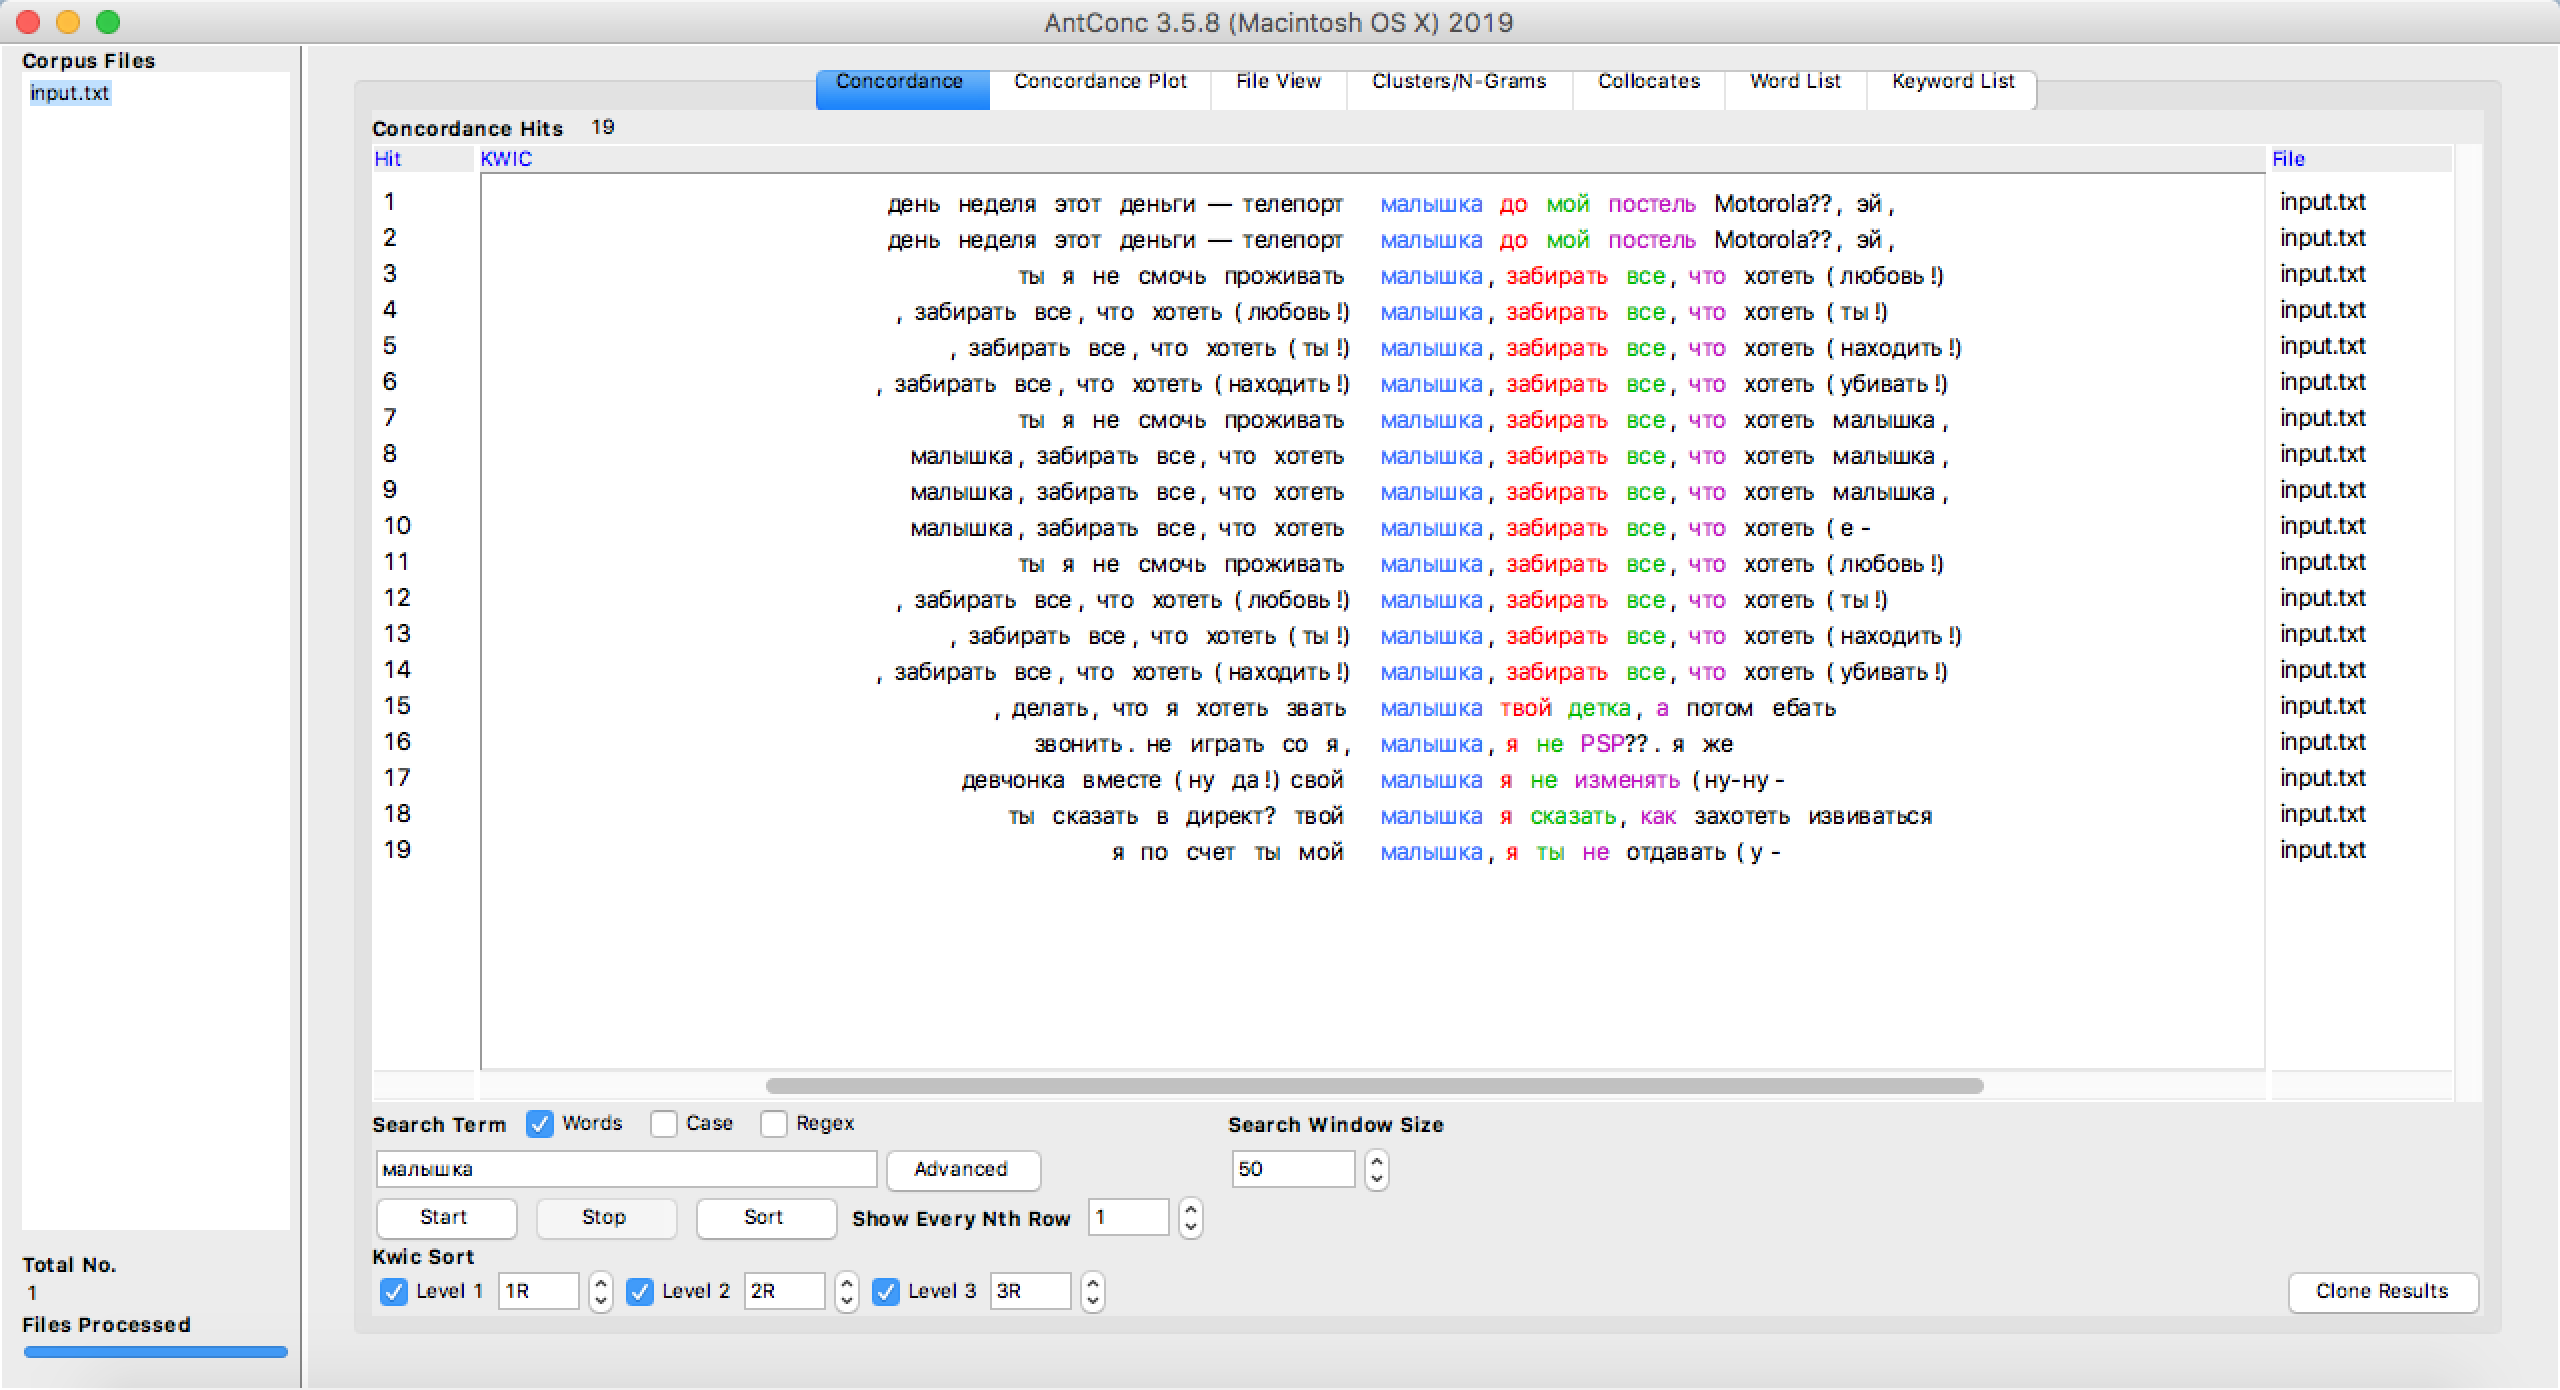 AntConc 3.5.8 (Macintosh OS X) 2019
Corpus Files
input.txt
Concordance Concordance Plot File View Clusters/N-Grams Collocates Word List Keyword List
Concordance Hits 19
Hit KWIC File
1 день неделя этот деньги — телепорт малышка до мой постель Motorola??, эй, input.txt
2 день неделя этот деньги — телепорт малышка до мой постель Motorola??, эй, input.txt
3 ты я не смочь проживать малышка, забирать все, что хотеть (любовь!) input.txt
4 , забирать все, что хотеть (любовь!) малышка, забирать все, что хотеть (ты!) input.txt
5 , забирать все, что хотеть (ты!) малышка, забирать все, что хотеть (находить!) input.txt
6 , забирать все, что хотеть (находить!) малышка, забирать все, что хотеть (убивать!) input.txt
7 ты я не смочь проживать малышка, забирать все, что хотеть малышка, input.txt
8 малышка, забирать все, что хотеть малышка, забирать все, что хотеть малышка, input.txt
9 малышка, забирать все, что хотеть малышка, забирать все, что хотеть малышка, input.txt
10 малышка, забирать все, что хотеть малышка, забирать все, что хотеть (е - input.txt
11 ты я не смочь проживать малышка, забирать все, что хотеть (любовь!) input.txt
12 , забирать все, что хотеть (любовь!) малышка, забирать все, что хотеть (ты!) input.txt
13 , забирать все, что хотеть (ты!) малышка, забирать все, что хотеть (находить!) input.txt
14 , забирать все, что хотеть (находить!) малышка, забирать все, что хотеть (убивать!) input.txt
15 , делать, что я хотеть звать малышка твой детка, а потом ебать input.txt
16 звонить. не играть со я, малышка, я не PSP??. я же input.txt
17 девчонка вместе (ну да!) свой малышка я не изменять (ну-ну - input.txt
18 ты сказать в директ? твой малышка я сказать, как захотеть извиваться input.txt
19 я по счет ты мой малышка, я ты не отдавать (у - input.txt
Search Term Words Case Regex Search Window Size
малышка Advanced 50
Start Stop Sort Show Every Nth Row 1
Kwic Sort
Level 1 1R Level 2 2R Level 3 3R Clone Results
Total No.
1
Files Processed